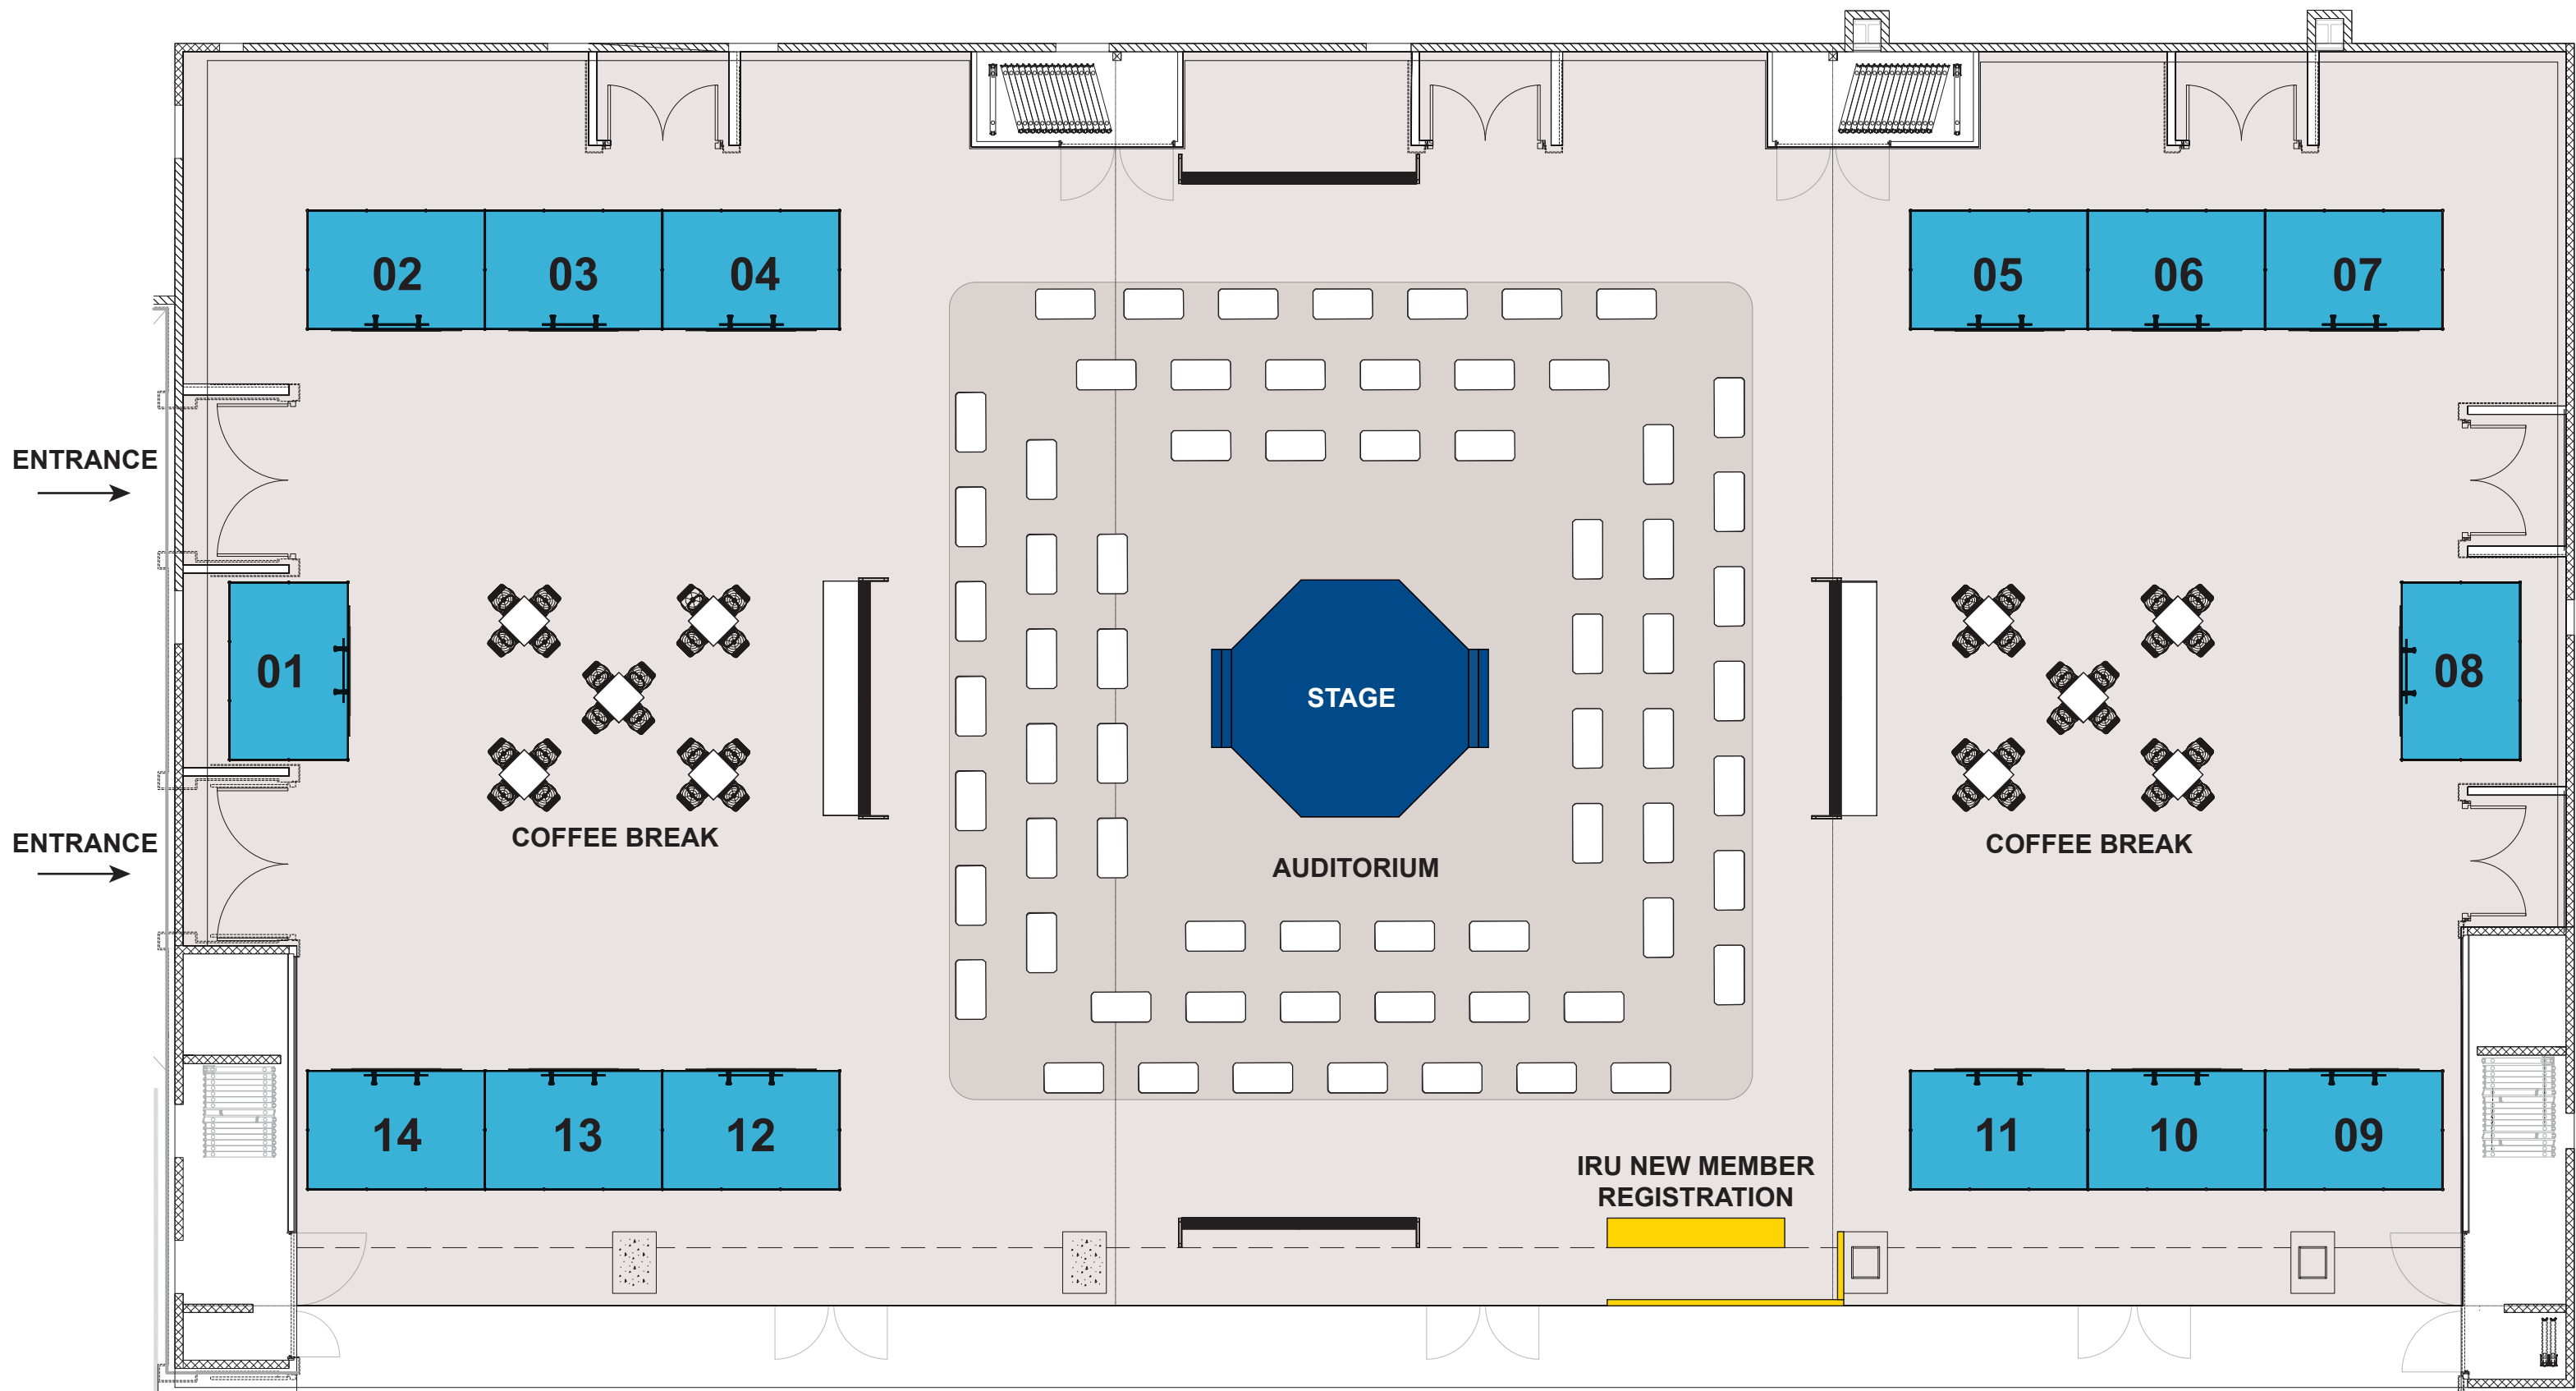 02 03 04
05 06 07
ENTRANCE
01
STAGE
08
COFFEE BREAK
COFFEE BREAK
ENTRANCE
AUDITORIUM
14 13 12
11 10 09
IRU NEW MEMBER
REGISTRATION